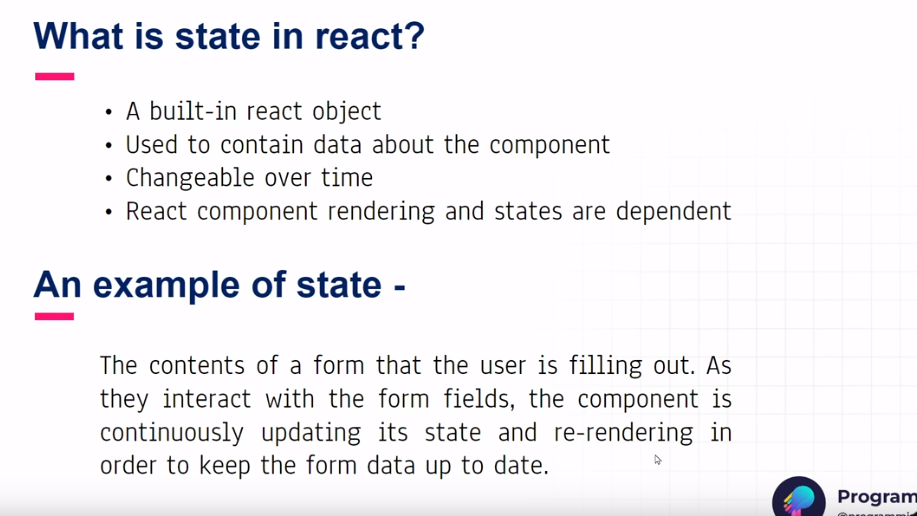 What is state in react?
• A built-in react object
• Used to contain data about the component
• Changeable over time
• React component rendering and states are dependent
An example of state -
The contents of a form that the user is filling out. As
they interact with the form fields, the component is
continuously updating its state and re-rendering in
order to keep the form data up to date.
Program